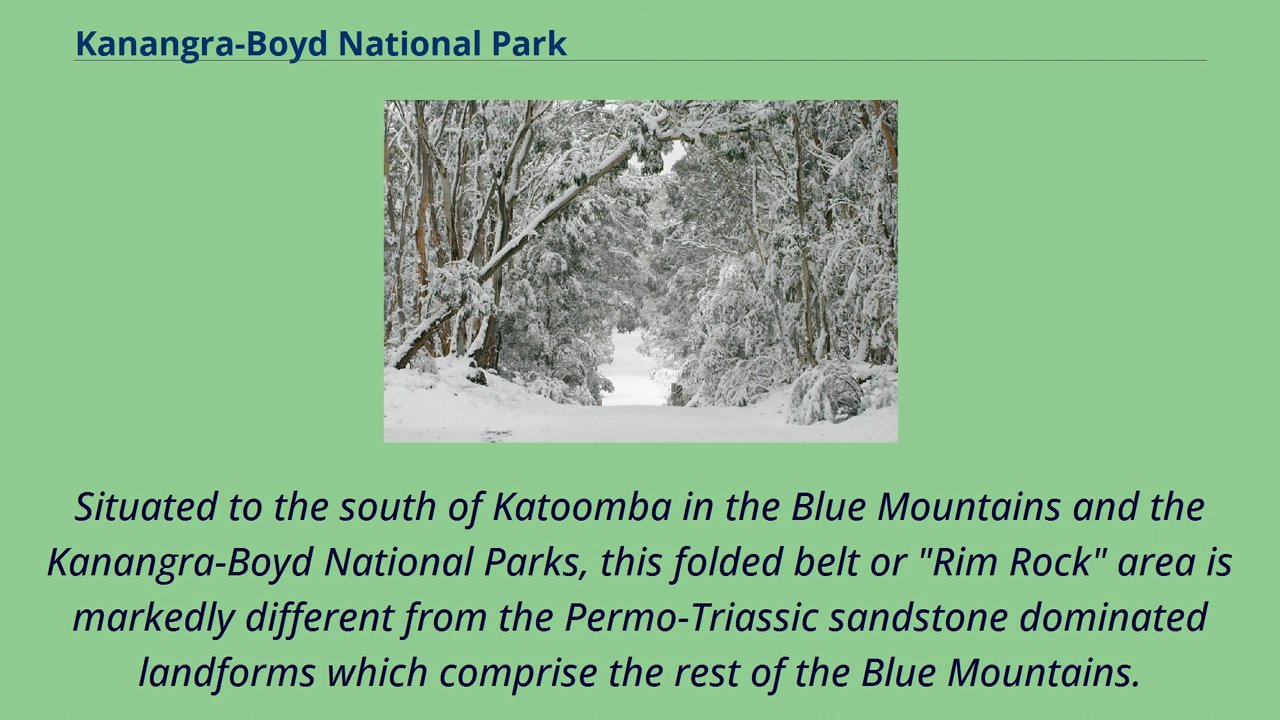 Kanangra-Boyd National Park
Situated to the south of Katoomba in the Blue Mountains and the
Kanangra-Boyd National Parks, this folded belt or "Rim Rock" area is
markedly different from the Permo-Triassic sandstone dominated
landforms which comprise the rest of the Blue Mountains.